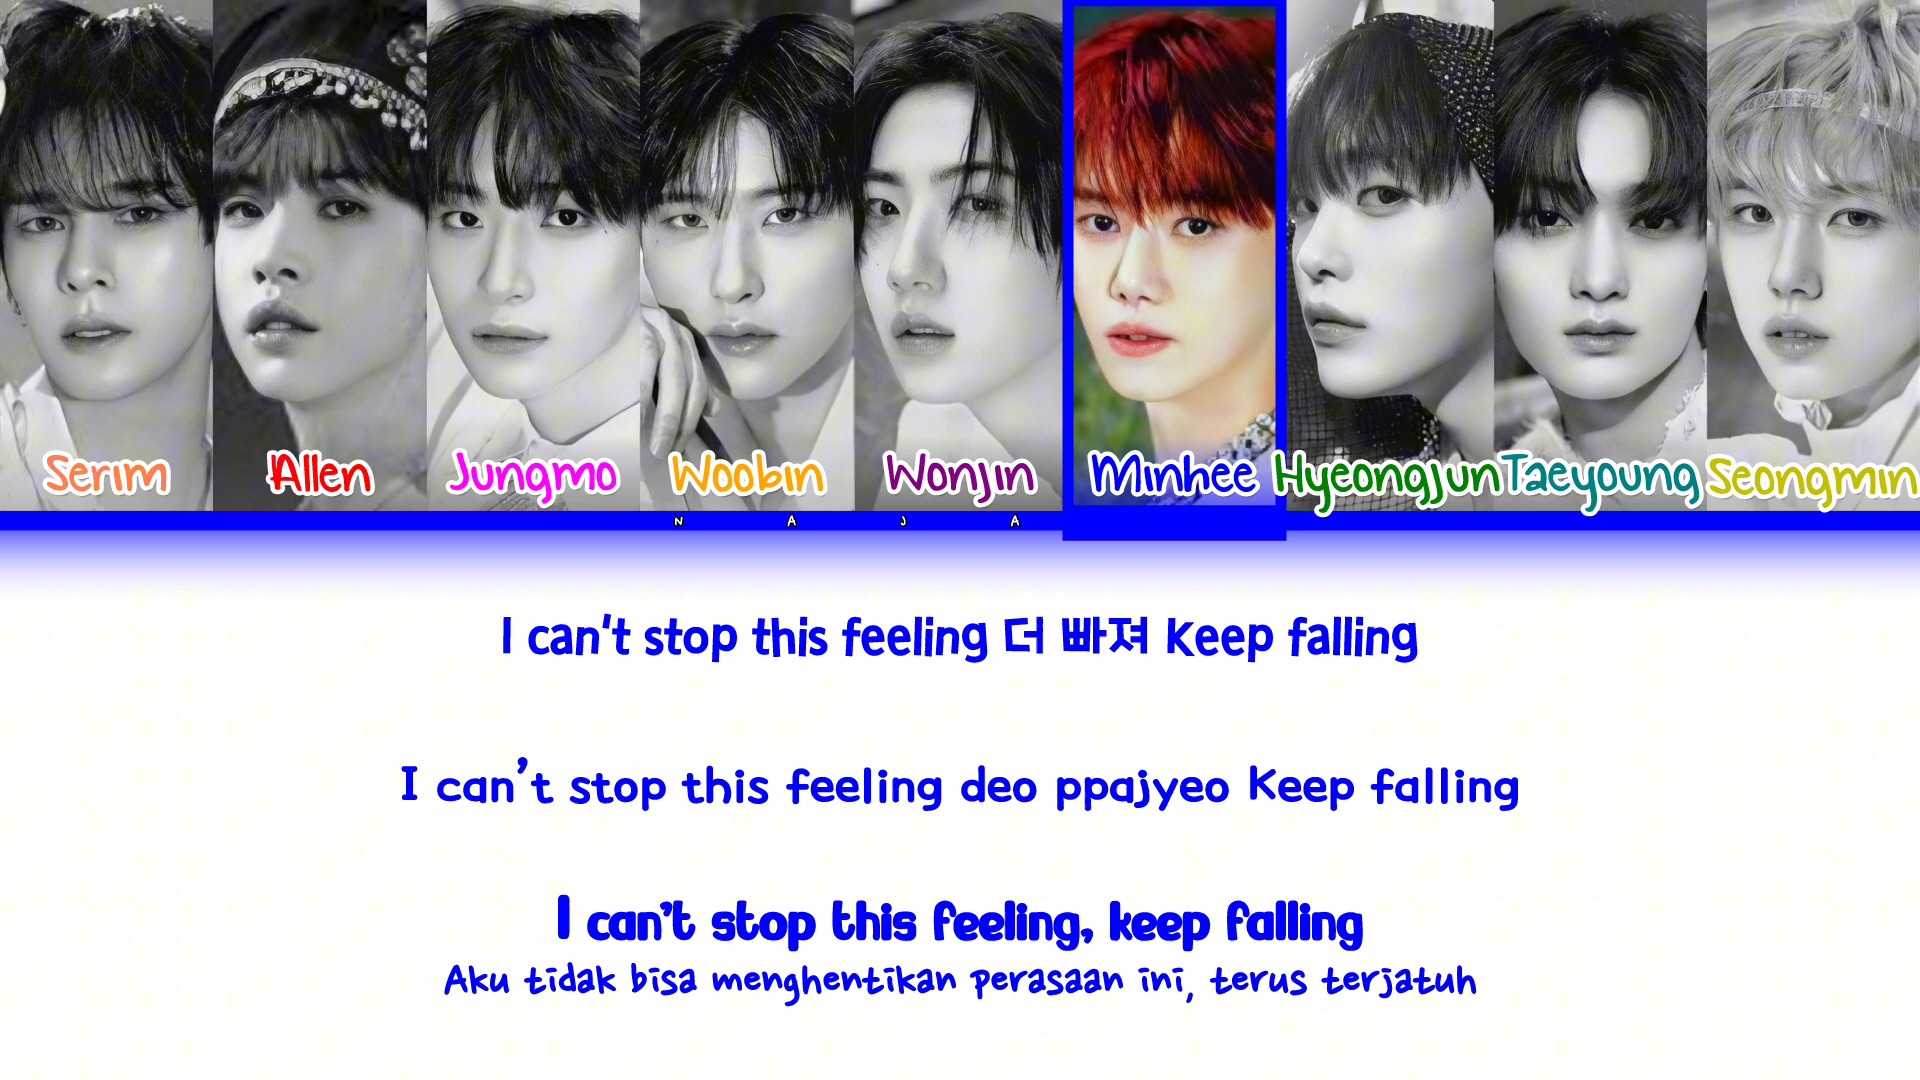 Serim Allen Jungmo Woobin Wonjin Minhee Hyeongjun Taeyoung Seongmin
N A J A
I can't stop this feeling 더 빠져 Keep falling
I can't stop this feeling deo ppajyeo Keep falling
I can't stop this feeling, keep falling
Aku tidak bisa menghentikan perasaan ini, terus terjatuh